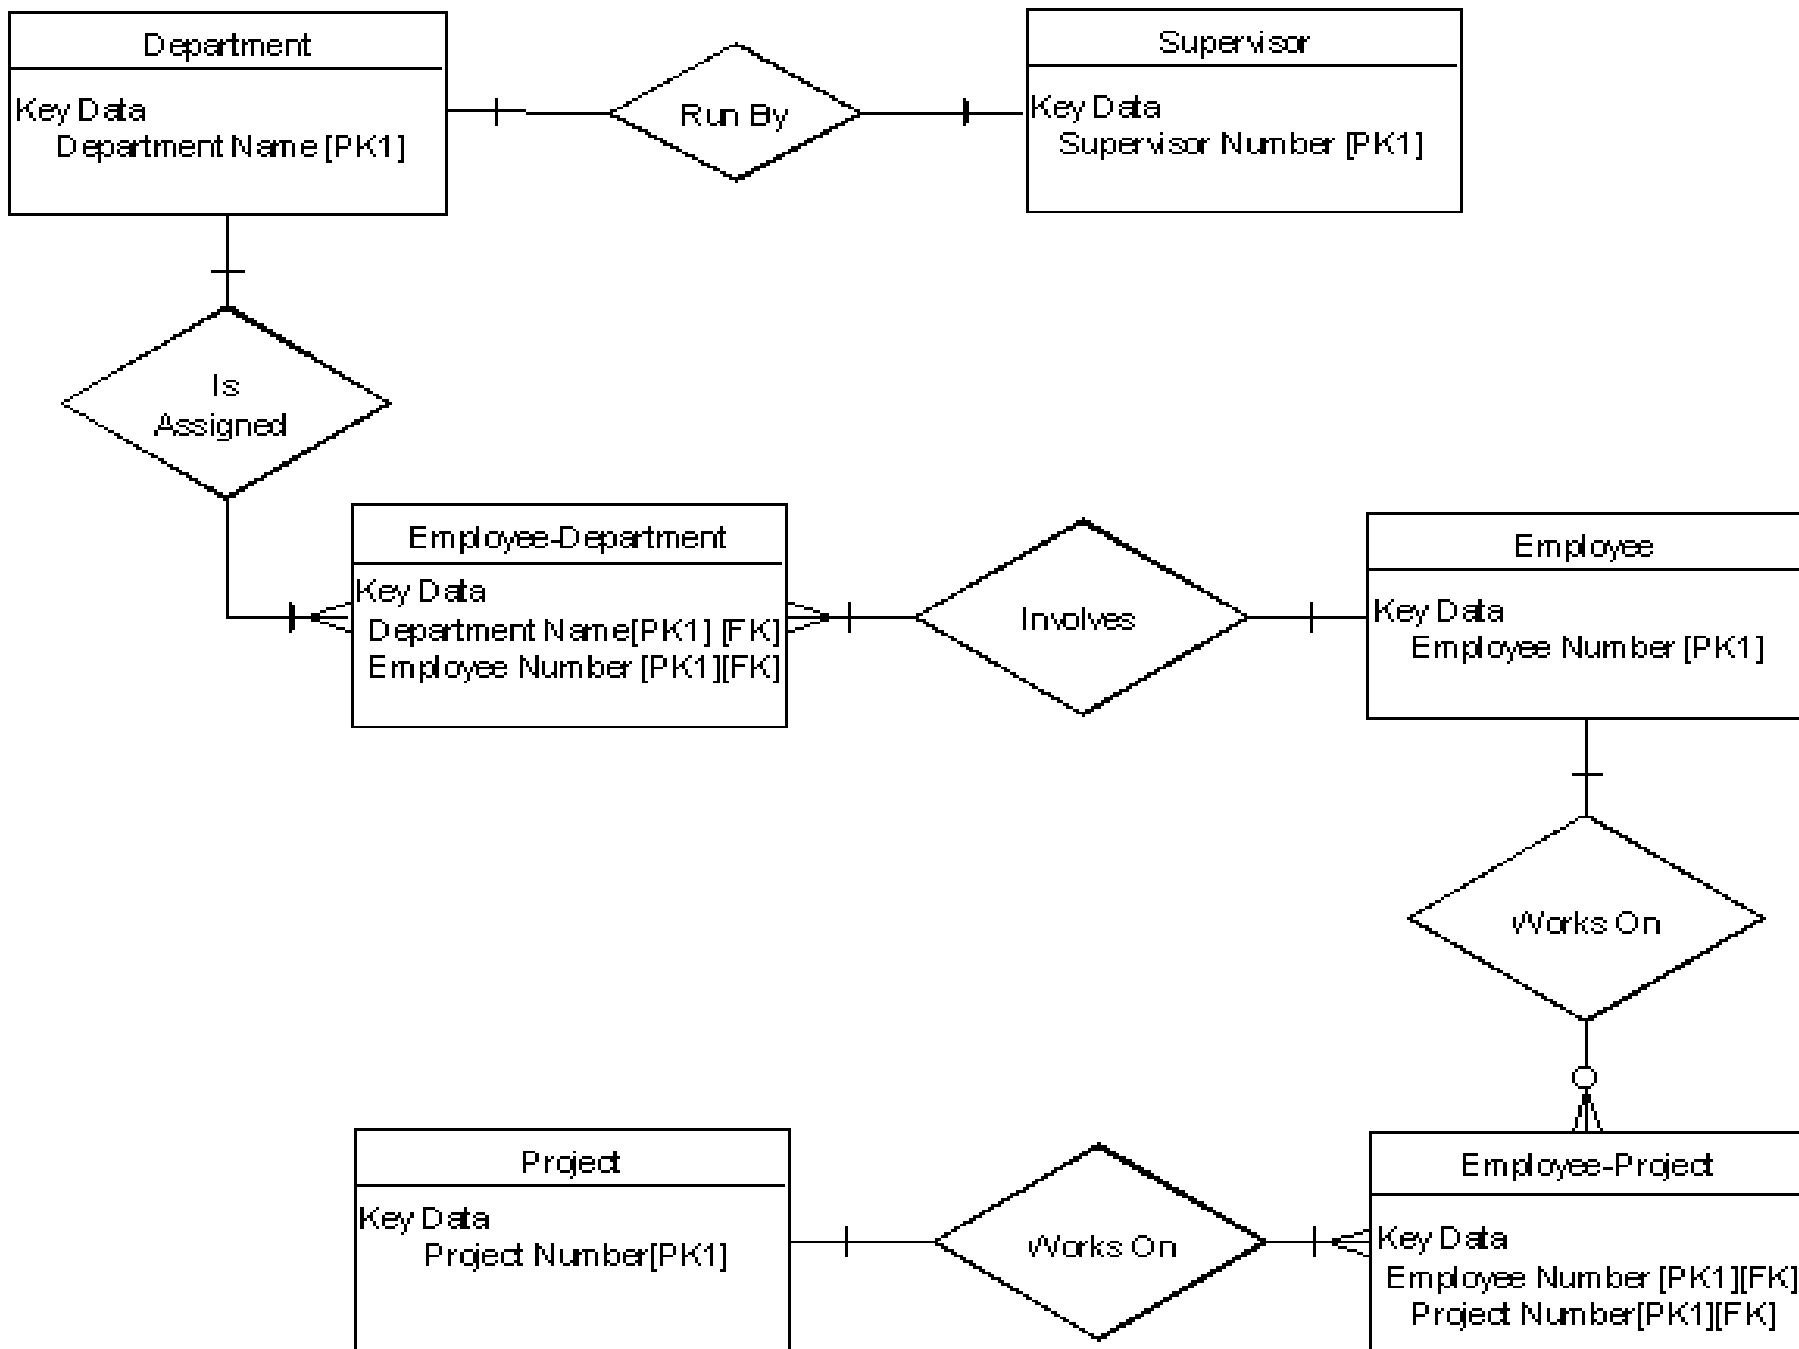 Department
Key Data
Department Name [PK1]
Run By
Supervisor
Key Data
Supervisor Number [PK1]
Is
Assigned
Employee-Department
Key Data
Department Name[PK1] [FK]
Employee Number [PK1][FK]
Involves
Employee
Key Data
Employee Number [PK1]
Works On
Project
Key Data
Project Number[PK1]
Works On
Employee-Project
Key Data
Employee Number [PK1][FK]
Project Number[PK1][FK]